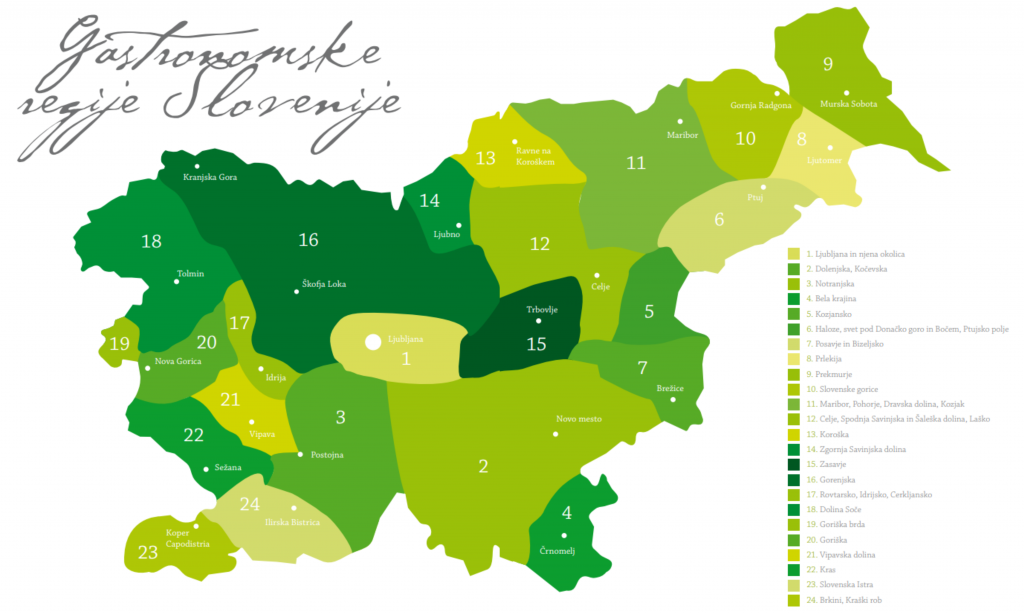 Gastronomske
regije Slovenije
9
Murska Sobota
Gornja Radgona
10
8
Ljutomer
Maribor
11
13
Ravne na
Koroškem
Ptuj
6
Kranjska Gora
14
Ljubno
18
16
12
Tolmin
Škofja Loka
Celje
5
Trbovlje
15
17
19
20
Nova Gorica
Ljubljana
1
Idrija
7
Brežice
21
Vipava
3
Novo mesto
22
Sežana
Postojna
2
24
Ilirska Bistrica
4
Črnomelj
Koper
Capodistria
23
1. Ljubljana in njena okolica
2. Dolenjska, Kočevska
3. Notranjska
4. Bela krajina
5. Kozjansko
6. Haloze, svet pod Donačko goro in Bočem, Ptujsko polje
7. Posavje in Bizeljsko
8. Prlekija
9. Prekmurje
10. Slovenske gorice
11. Maribor, Pohorje, Dravska dolina, Kozjak
12. Celje, Spodnja Savinjska in Šaleška dolina, Laško
13. Koroška
14. Zgornja Savinjska dolina
15. Zasavje
16. Gorenjska
17. Rovtarsko, Idrijsko, Cerkljansko
18. Dolina Soče
19. Goriška brda
20. Goriška
21. Vipavska dolina
22. Kras
23. Slovenska Istra
24. Brkini, Kraški rob